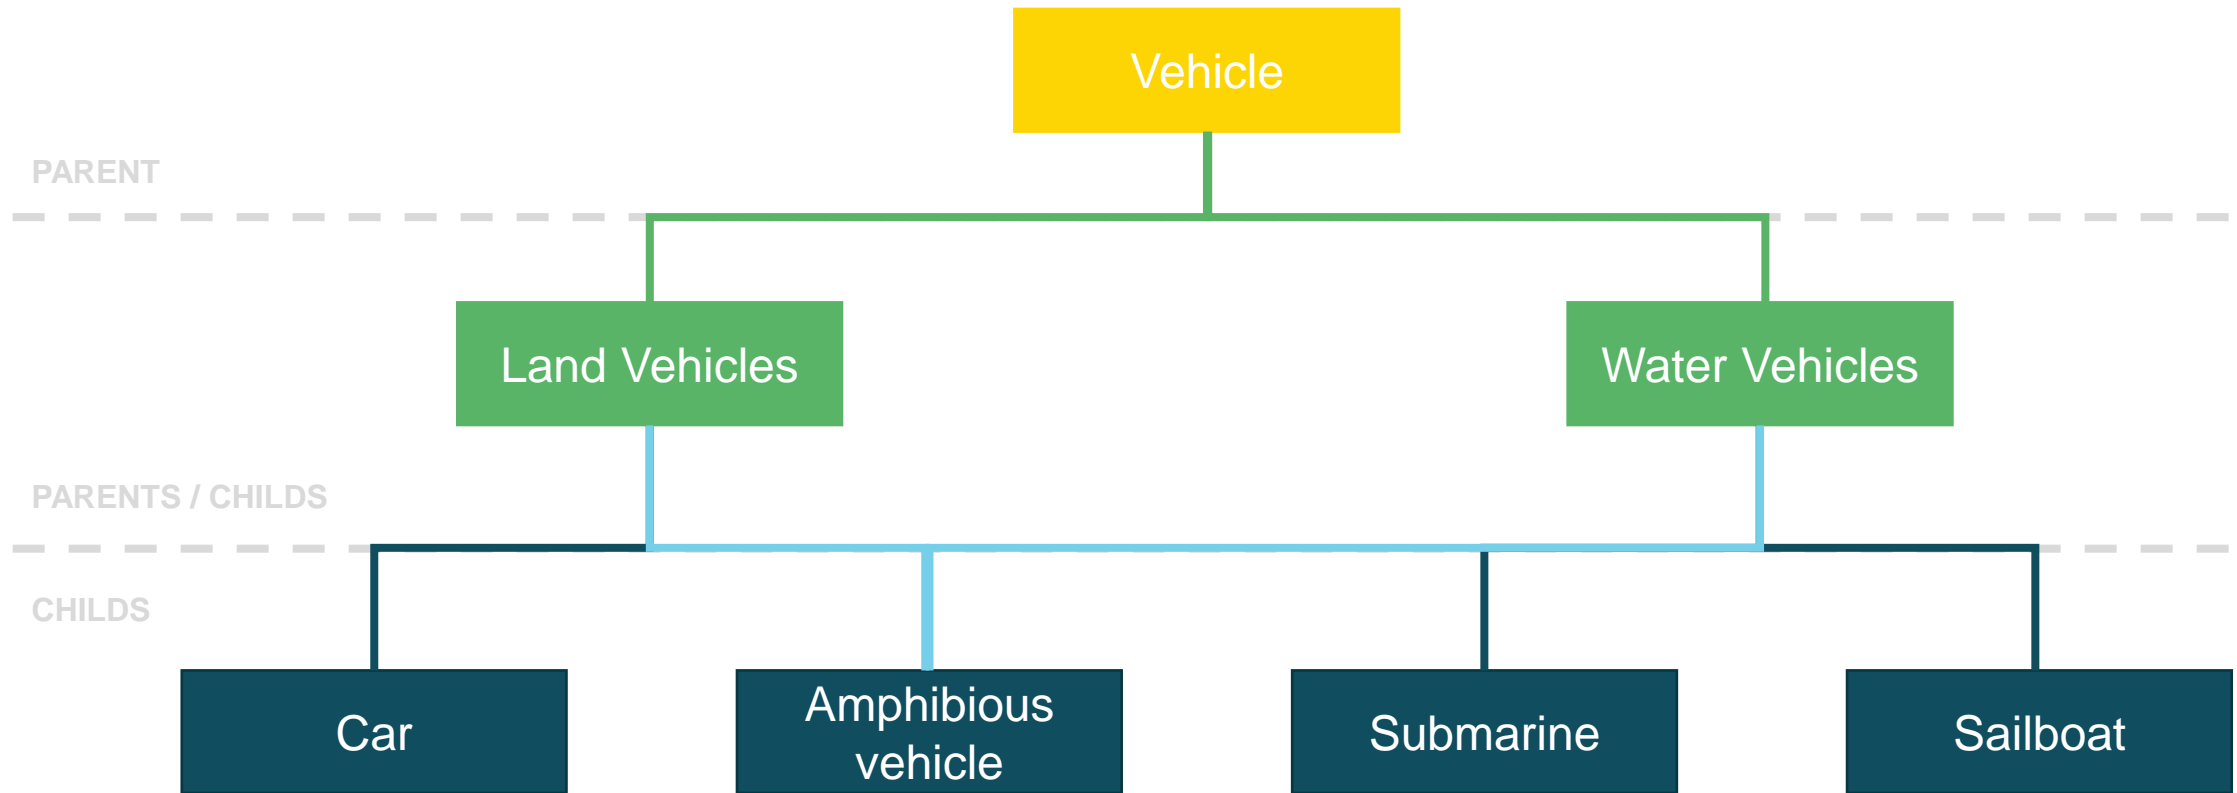 Vehicle
PARENT
Land Vehicles
Water Vehicles
PARENTS / CHILDS
CHILDS
Car
Amphibious
vehicle
Submarine
Sailboat